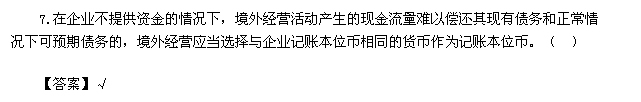 7.在企业不提供资金的情况下，境外经营活动产生的现金流量难以偿还其现有债务和正常情
况下可预期债务的，境外经营应当选择与企业记账本位币相同的货币作为记账本位币。（　）
【答案】√